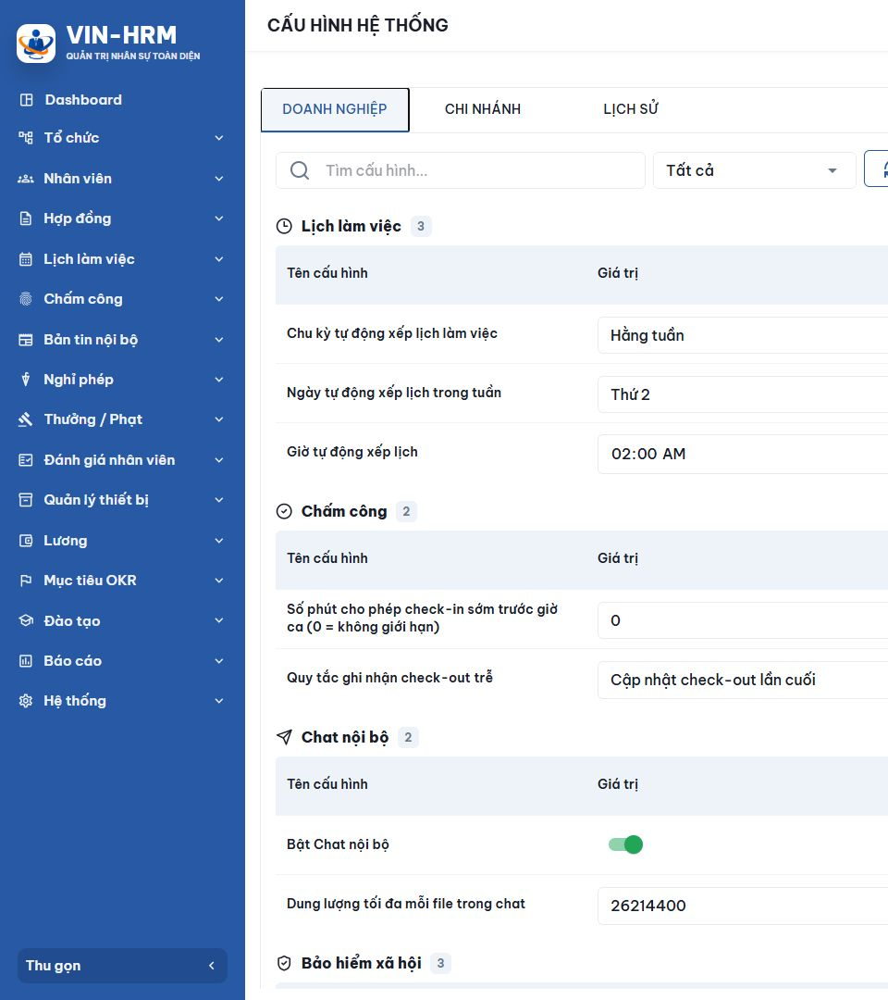 VIN-HRM
QUẢN TRỊ NHÂN SỰ TOÀN DIỆN
Dashboard
Tổ chức
Nhân viên
Hợp đồng
Lịch làm việc
Chấm công
Bản tin nội bộ
Nghỉ phép
Thưởng / Phạt
Đánh giá nhân viên
Quản lý thiết bị
Lương
Mục tiêu OKR
Đào tạo
Báo cáo
Hệ thống
Thu gọn
CẤU HÌNH HỆ THỐNG
DOANH NGHIỆP CHI NHÁNH LỊCH SỬ
Tìm cấu hình... Tất cả
Lịch làm việc 3
Tên cấu hình Giá trị
Chu kỳ tự động xếp lịch làm việc Hằng tuần
Ngày tự động xếp lịch trong tuần Thứ 2
Giờ tự động xếp lịch 02:00 AM
Chấm công 2
Tên cấu hình Giá trị
Số phút cho phép check-in sớm trước giờ
ca (0 = không giới hạn) 0
Quy tắc ghi nhận check-out trễ Cập nhật check-out lần cuối
Chat nội bộ 2
Tên cấu hình Giá trị
Bật Chat nội bộ
Dung lượng tối đa mỗi file trong chat 26214400
Bảo hiểm xã hội 3